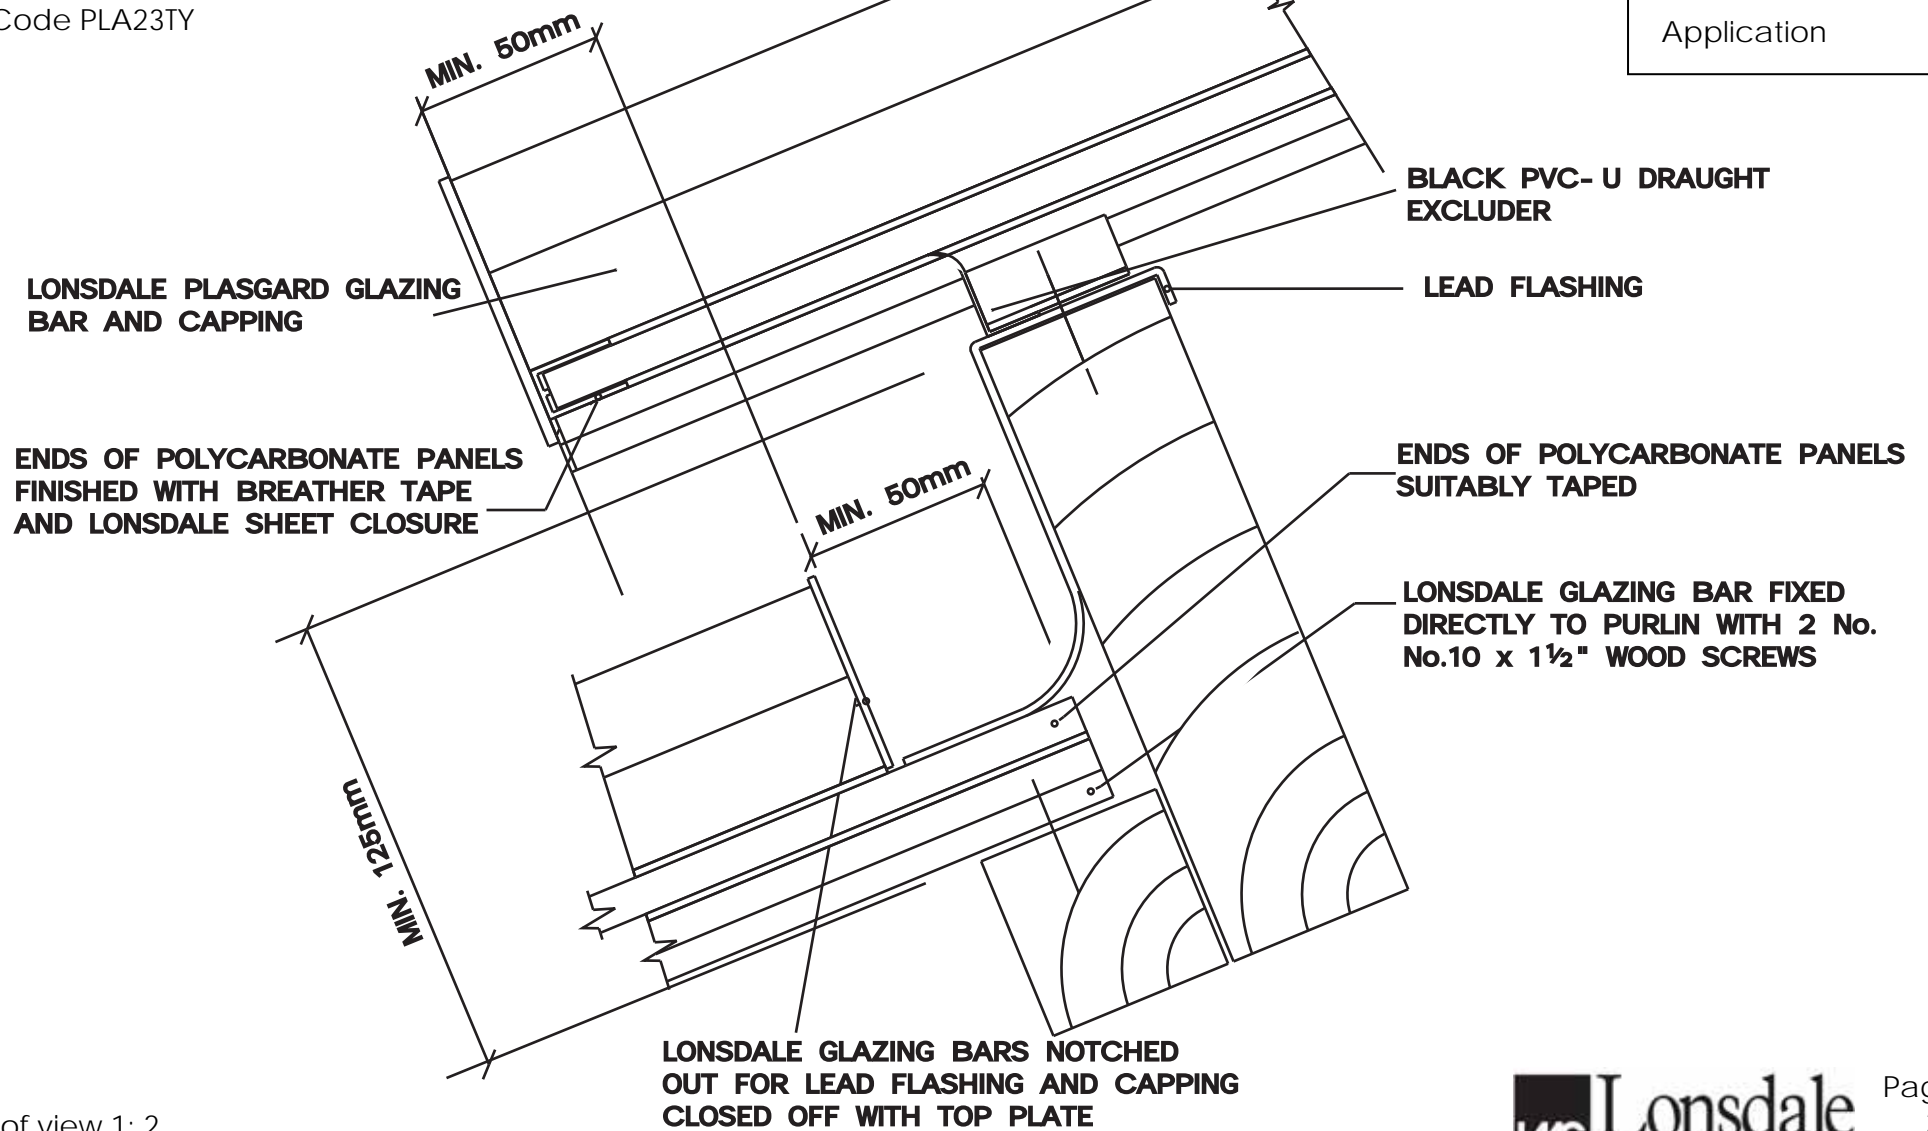 Code PLA23TY
Application
MIN. 50mm
BLACK PVC-U DRAUGHT
EXCLUDER
LONSDALE PLASGARD GLAZING
BAR AND CAPPING
LEAD FLASHING
ENDS OF POLYCARBONATE PANELS
FINISHED WITH BREATHER TAPE
AND LONSDALE SHEET CLOSURE
MIN. 50mm
ENDS OF POLYCARBONATE PANELS
SUITABLY TAPED
LONSDALE GLAZING BAR FIXED
DIRECTLY TO PURLIN WITH 2 No.
No.10 x 1½" WOOD SCREWS
MIN. 125mm
LONSDALE GLAZING BARS NOTCHED
OUT FOR LEAD FLASHING AND CAPPING
CLOSED OFF WITH TOP PLATE
of view 1: 2
Lonsdale